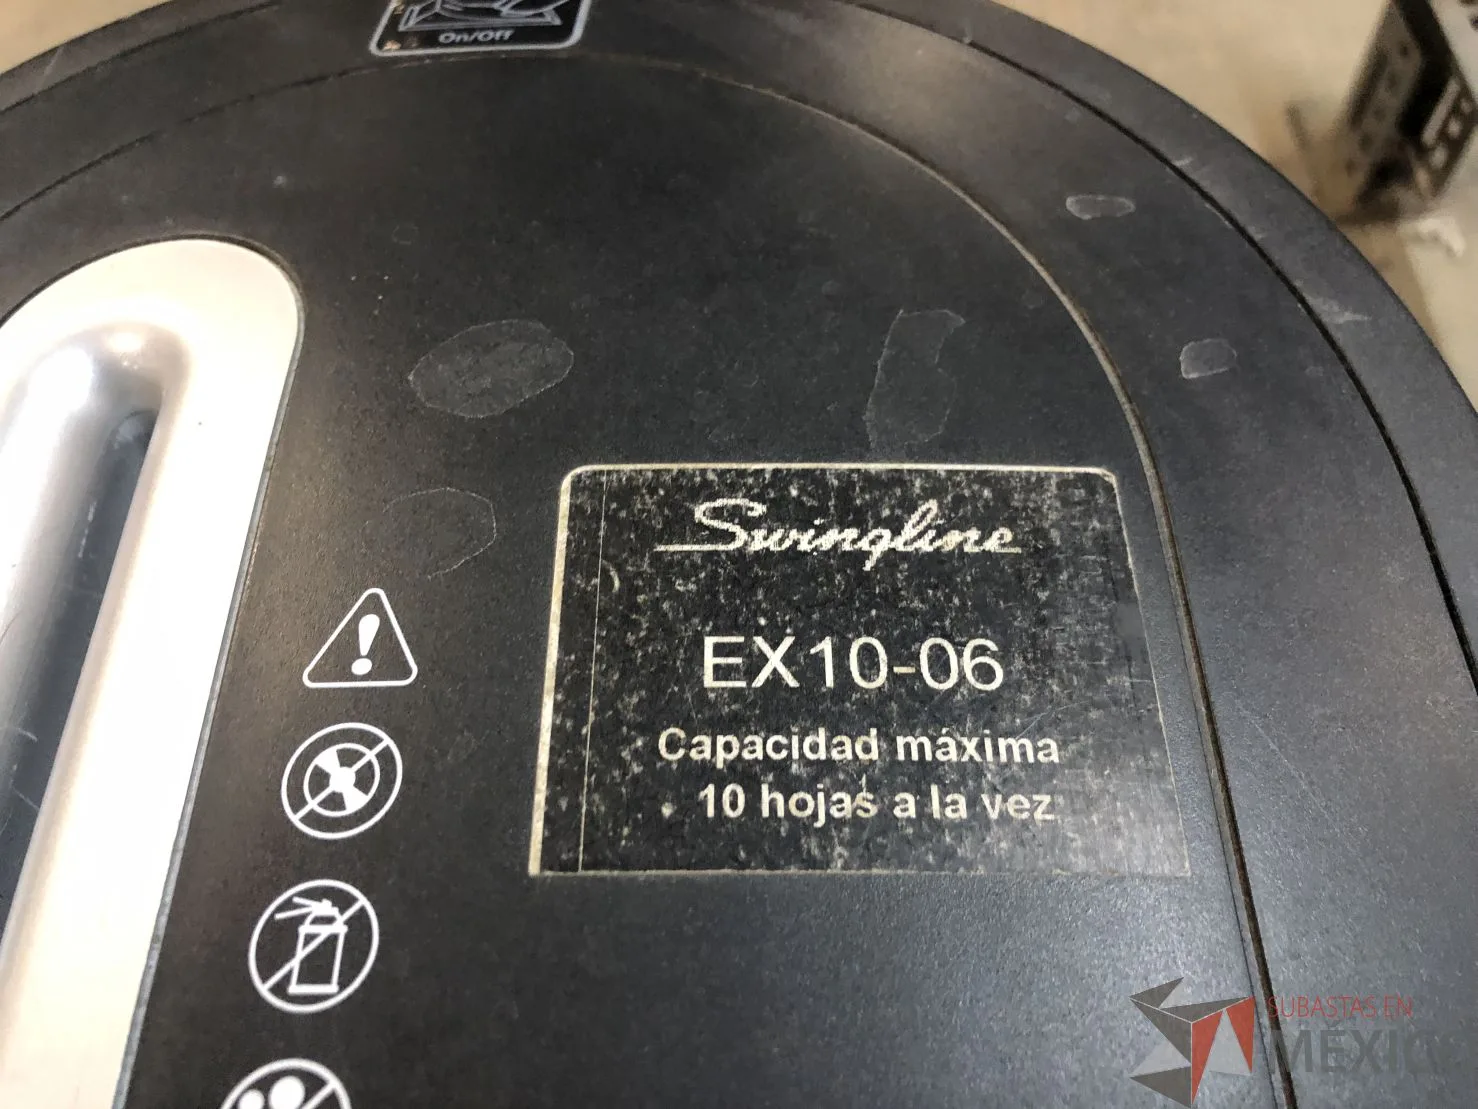 On/Off
Swingline
EX10-06
Capacidad máxima
10 hojas a la vez
SUBASTAS EN
MÉXIC